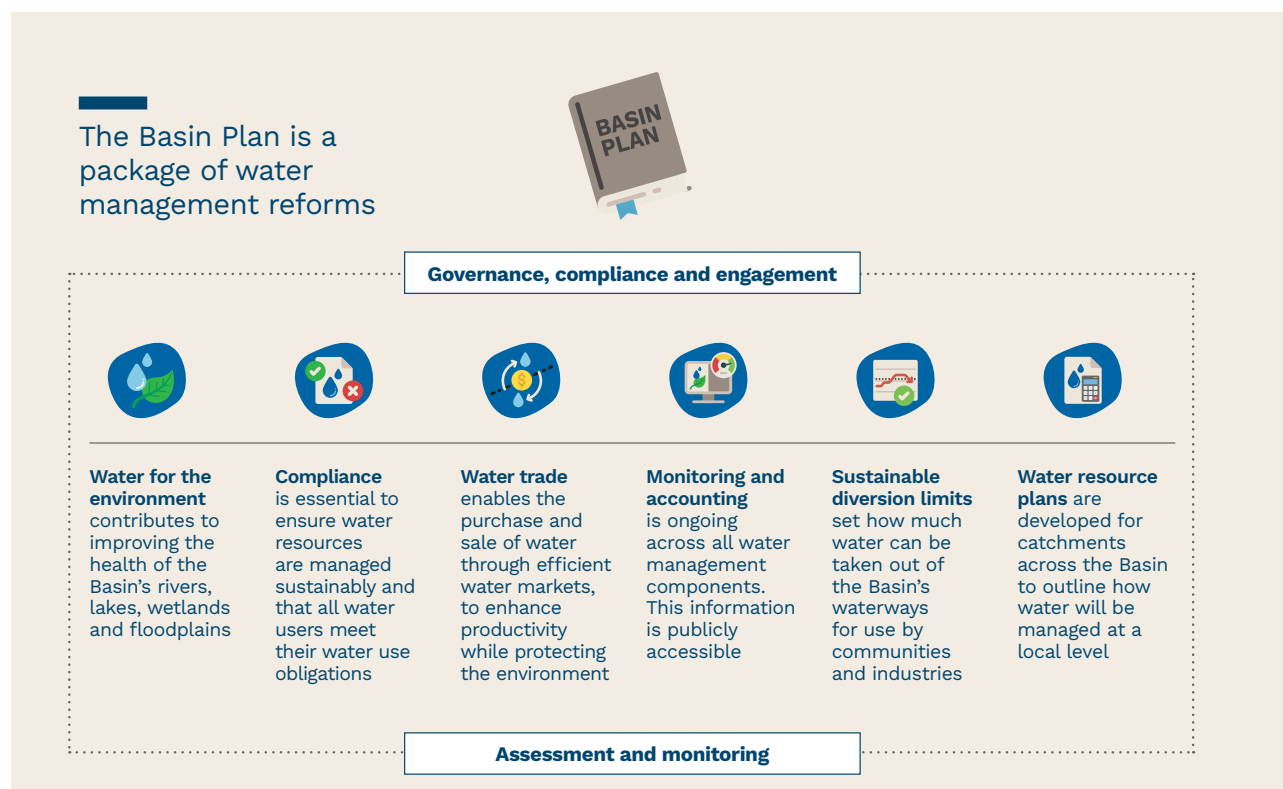 The Basin Plan is a
package of water
management reforms
BASIN
PLAN
Governance, compliance and engagement
Water for the
environment
contributes to
improving the
health of the
Basin’s rivers,
lakes, wetlands
and floodplains
Compliance
is essential to
ensure water
resources
are managed
sustainably and
that all water
users meet
their water use
obligations
Water trade
enables the
purchase and
sale of water
through efficient
water markets,
to enhance
productivity
while protecting
the environment
Monitoring and
accounting
is ongoing
across all water
management
components.
This information
is publicly
accessible
Sustainable
diversion limits
set how much
water can be
taken out of
the Basin’s
waterways
for use by
communities
and industries
Water resource
plans are
developed for
catchments
across the Basin
to outline how
water will be
managed at a
local level
Assessment and monitoring